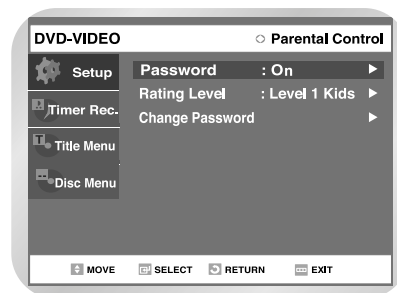 DVD-VIDEO
Parental Control
Setup
Password : On
Rating Level : Level 1 Kids
Change Password
Timer Rec.
Title Menu
Disc Menu
MOVE SELECT RETURN EXIT